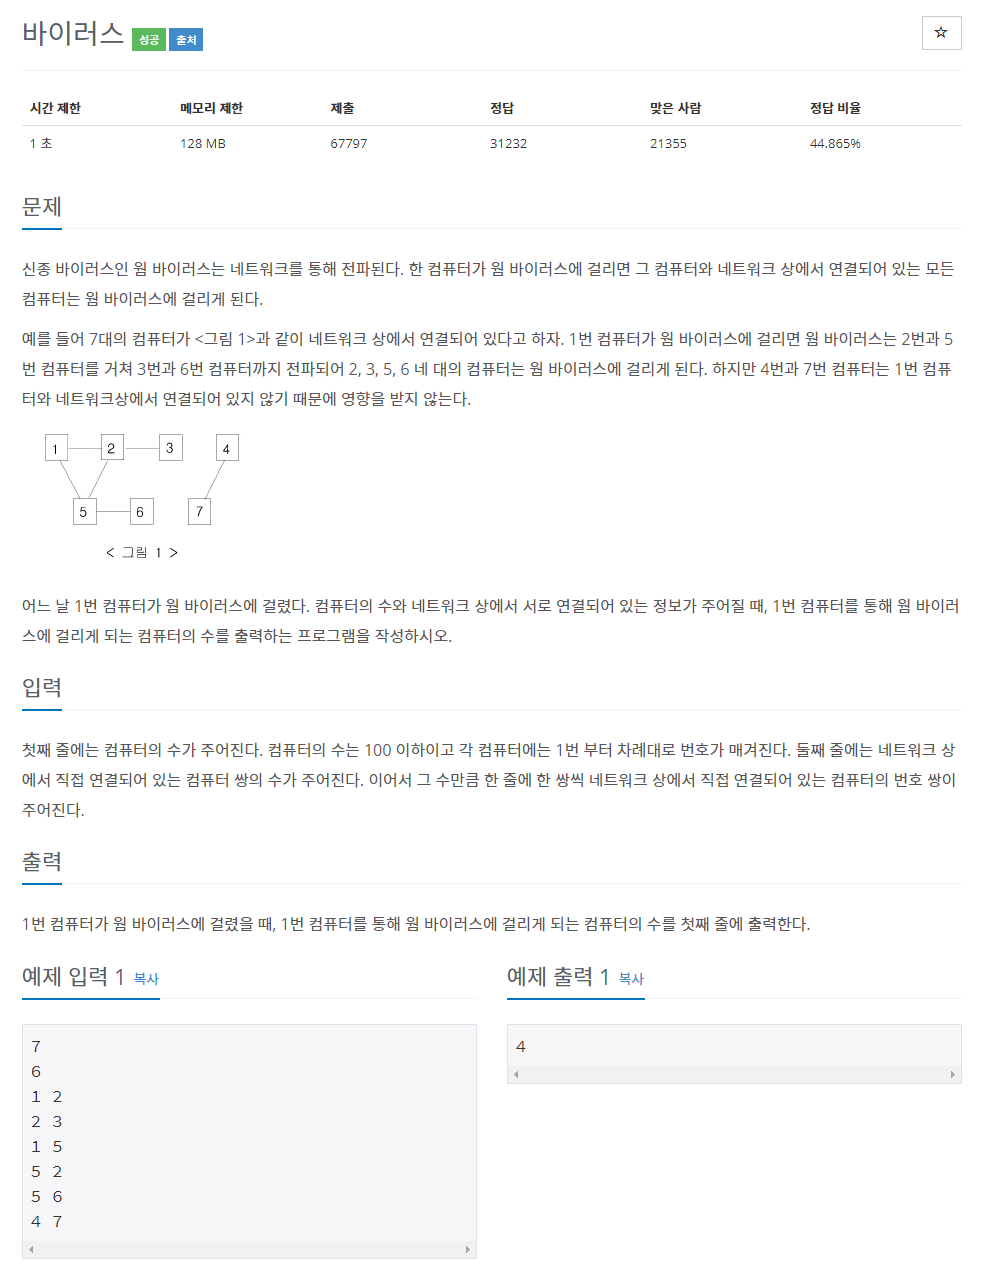 바이러스 성공 출처
☆
시간 제한 메모리 제한 제출 정답 맞은 사람 정답 비율
1 초 128 MB 67797 31232 21355 44.865%
문제
신종 바이러스인 웜 바이러스는 네트워크를 통해 전파된다. 한 컴퓨터가 웜 바이러스에 걸리면 그 컴퓨터와 네트워크 상에서 연결되어 있는 모든
컴퓨터는 웜 바이러스에 걸리게 된다.
예를 들어 7대의 컴퓨터가 <그림 1>과 같이 네트워크 상에서 연결되어 있다고 하자. 1번 컴퓨터가 웜 바이러스에 걸리면 웜 바이러스는 2번과 5
번 컴퓨터를 거쳐 3번과 6번 컴퓨터까지 전파되어 2, 3, 5, 6 네 대의 컴퓨터는 웜 바이러스에 걸리게 된다. 하지만 4번과 7번 컴퓨터는 1번 컴퓨
터와 네트워크상에서 연결되어 있지 않기 때문에 영향을 받지 않는다.
1 2 3 4
5 6 7
< 그림 1 >
어느 날 1번 컴퓨터가 웜 바이러스에 걸렸다. 컴퓨터의 수와 네트워크 상에서 서로 연결되어 있는 정보가 주어질 때, 1번 컴퓨터를 통해 웜 바이러
스에 걸리게 되는 컴퓨터의 수를 출력하는 프로그램을 작성하시오.
입력
첫째 줄에는 컴퓨터의 수가 주어진다. 컴퓨터의 수는 100 이하이고 각 컴퓨터에는 1번 부터 차례대로 번호가 매겨진다. 둘째 줄에는 네트워크 상
에서 직접 연결되어 있는 컴퓨터 쌍의 수가 주어진다. 이어서 그 수만큼 한 줄에 한 쌍씩 네트워크 상에서 직접 연결되어 있는 컴퓨터의 번호 쌍이
주어진다.
출력
1번 컴퓨터가 웜 바이러스에 걸렸을 때, 1번 컴퓨터를 통해 웜 바이러스에 걸리게 되는 컴퓨터의 수를 첫째 줄에 출력한다.
예제 입력 1 복사
7
6
1 2
2 3
1 5
5 2
5 6
4 7
예제 출력 1 복사
4